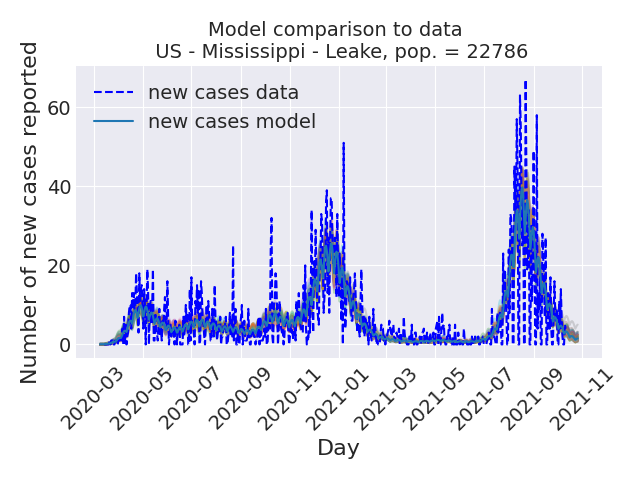 Model comparison to data
US - Mississippi - Leake, pop. = 22786
new cases data
new cases model
Number of new cases reported
60
40
20
0
2020-03
2020-05
2020-07
2020-09
2020-11
2021-01
2021-03
2021-05
2021-07
2021-09
2021-11
Day